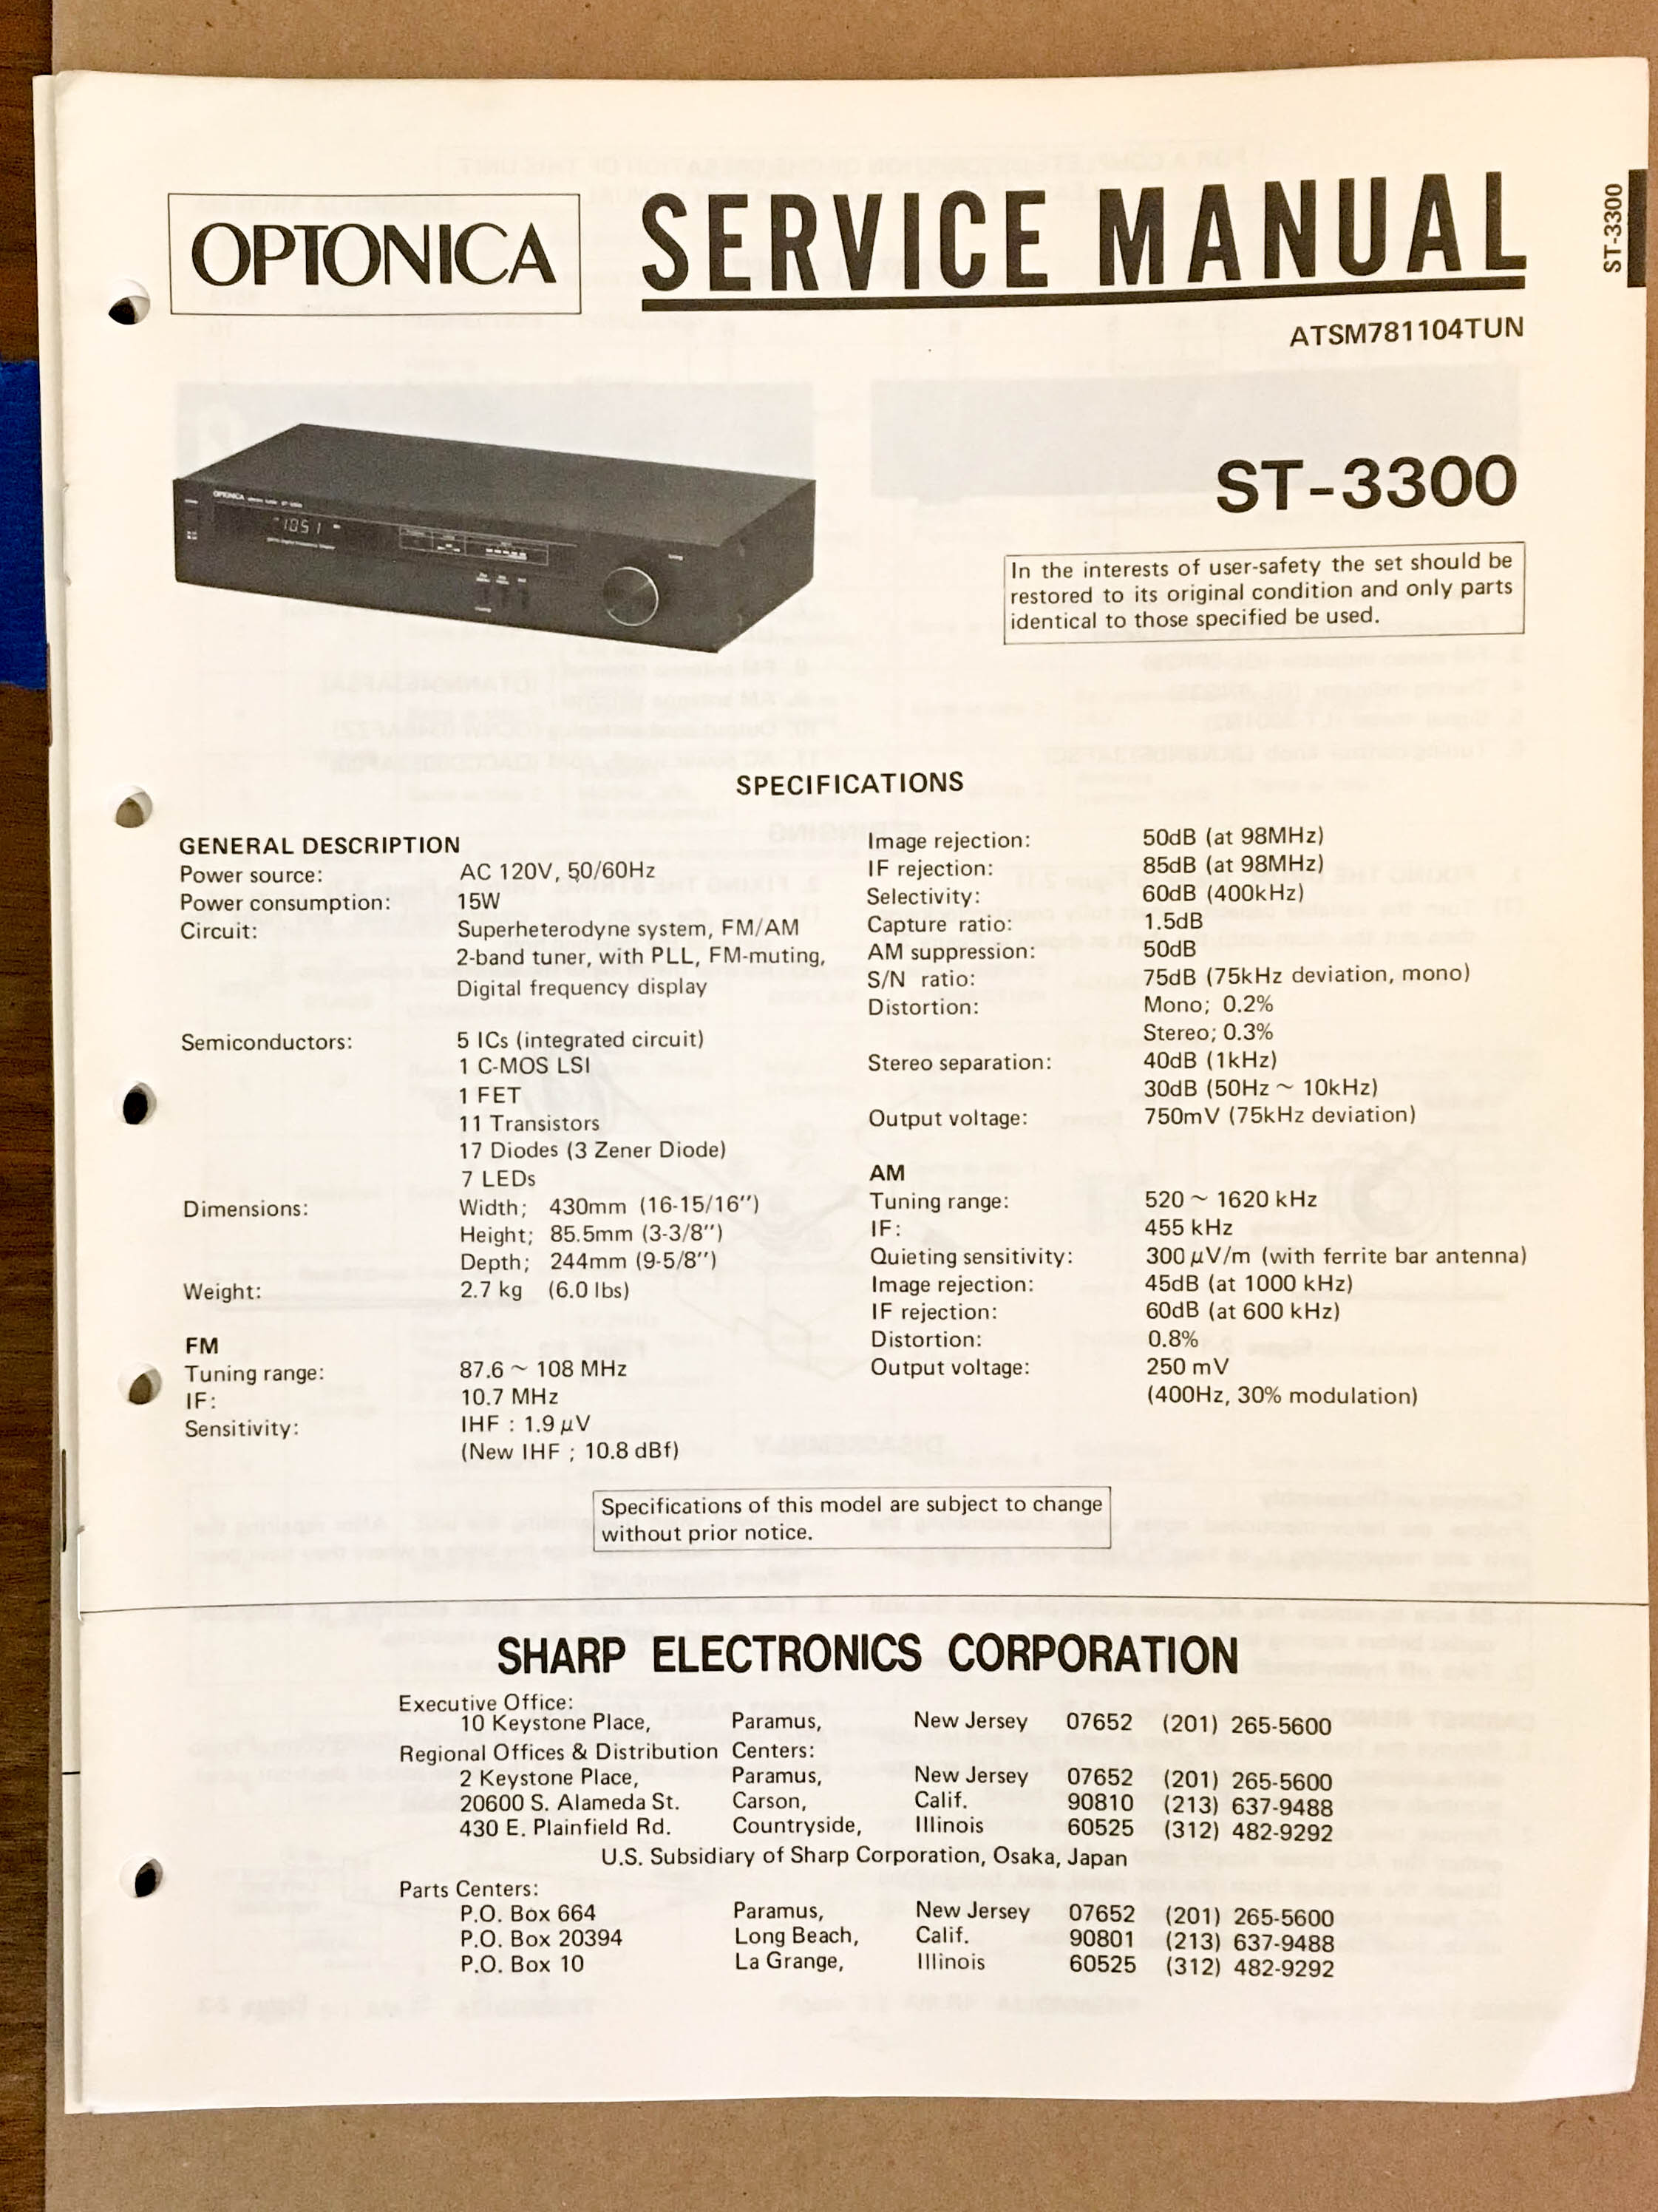 OPTONICA
SERVICE MANUAL
ST-3300
ATSM781104TUN
OPTONICA
1051
ST-3300
In the interests of user-safety the set should be
restored to its original condition and only parts
identical to those specified be used.
SPECIFICATIONS
GENERAL DESCRIPTION
Power source: AC 120V, 50/60Hz
Power consumption: 15W
Circuit: Superheterodyne system, FM/AM
2-band tuner, with PLL, FM-muting,
Digital frequency display
Semiconductors: 5 ICs (integrated circuit)
1 C-MOS LSI
1 FET
11 Transistors
17 Diodes (3 Zener Diode)
7 LEDs
Dimensions: Width; 430mm (16-15/16'')
Height; 85.5mm (3-3/8'')
Depth; 244mm (9-5/8'')
Weight: 2.7 kg (6.0 lbs)
FM
Tuning range: 87.6 ~ 108 MHz
IF: 10.7 MHz
Sensitivity: IHF : 1.9 μV
(New IHF ; 10.8 dBf)
Image rejection: 50dB (at 98MHz)
IF rejection: 85dB (at 98MHz)
Selectivity: 60dB (400kHz)
Capture ratio: 1.5dB
AM suppression: 50dB
S/N ratio: 75dB (75kHz deviation, mono)
Distortion: Mono; 0.2%
Stereo; 0.3%
Stereo separation: 40dB (1kHz)
30dB (50Hz ~ 10kHz)
Output voltage: 750mV (75kHz deviation)
AM
Tuning range: 520 ~ 1620 kHz
IF: 455 kHz
Quieting sensitivity: 300 μV/m (with ferrite bar antenna)
Image rejection: 45dB (at 1000 kHz)
IF rejection: 60dB (at 600 kHz)
Distortion: 0.8%
Output voltage: 250 mV
(400Hz, 30% modulation)
Specifications of this model are subject to change
without prior notice.
SHARP ELECTRONICS CORPORATION
Executive Office:
10 Keystone Place, Paramus, New Jersey 07652 (201) 265-5600
Regional Offices & Distribution Centers:
2 Keystone Place, Paramus, New Jersey 07652 (201) 265-5600
20600 S. Alameda St. Carson, Calif. 90810 (213) 637-9488
430 E. Plainfield Rd. Countryside, Illinois 60525 (312) 482-9292
U.S. Subsidiary of Sharp Corporation, Osaka, Japan
Parts Centers:
P.O. Box 664 Paramus, New Jersey 07652 (201) 265-5600
P.O. Box 20394 Long Beach, Calif. 90801 (213) 637-9488
P.O. Box 10 La Grange, Illinois 60525 (312) 482-9292